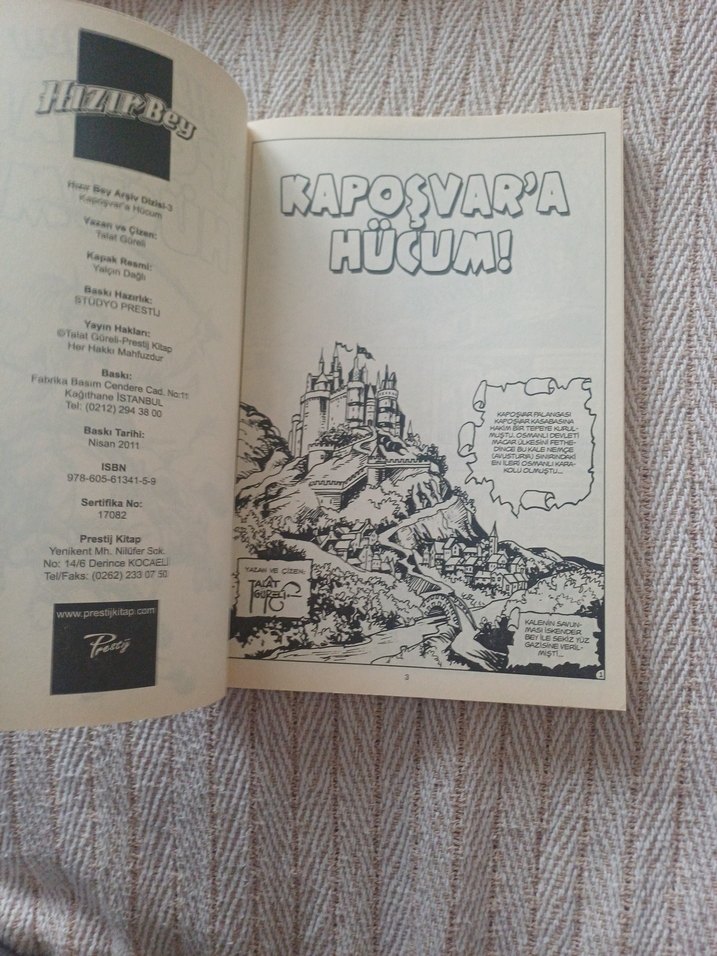 Hızır Bey
Hızır Bey Arşiv Dizisi-3
Kapoşvar'a Hücum
Yazan ve Çizen:
Talat Güreli
Kapak Resmi:
Yalçın Dağlı
Baskı Hazırlık:
STÜDYO PRESTİJ
Yayın Hakları:
©Talat Güreli-Prestij Kitap
Her Hakkı Mahfuzdur
Baskı:
Fabrika Basım Cendere Cad. No:11
Kağıthane İSTANBUL
Tel: (0212) 294 38 00
Baskı Tarihi:
Nisan 2011
ISBN
978-605-61341-5-9
Sertifika No:
17082
Prestij Kitap
Yenikent Mh. Nilüfer Sok.
No: 14/6 Derince KOCAELİ
Tel/Faks: (0262) 233 07 50
www.prestijkitap.com
Prestij
KAPOŞVAR'A
HÜCUM!
KAPOŞVAR PALANGASI
KAPOŞVAR KASABASINA
HAKİM BİR TEPEYE KURUL-
MUŞTU. OSMANLI DEVLETİ
MACAR ÜLKESİNİ FETHE-
DİNCE BU KALE NEMÇE
(AVUSTURYA) SINIRINDAKİ
EN İLERİ OSMANLI KARA-
KOLU OLMUŞTU...
YAZAN VE ÇİZEN:
TALAT
GÜRELİ
KALENİN SAVUN-
MASI İSKENDER
BEY İLE SEKİZ YÜZ
GAZİSİNE VERİL-
MİŞTİ...
3
1